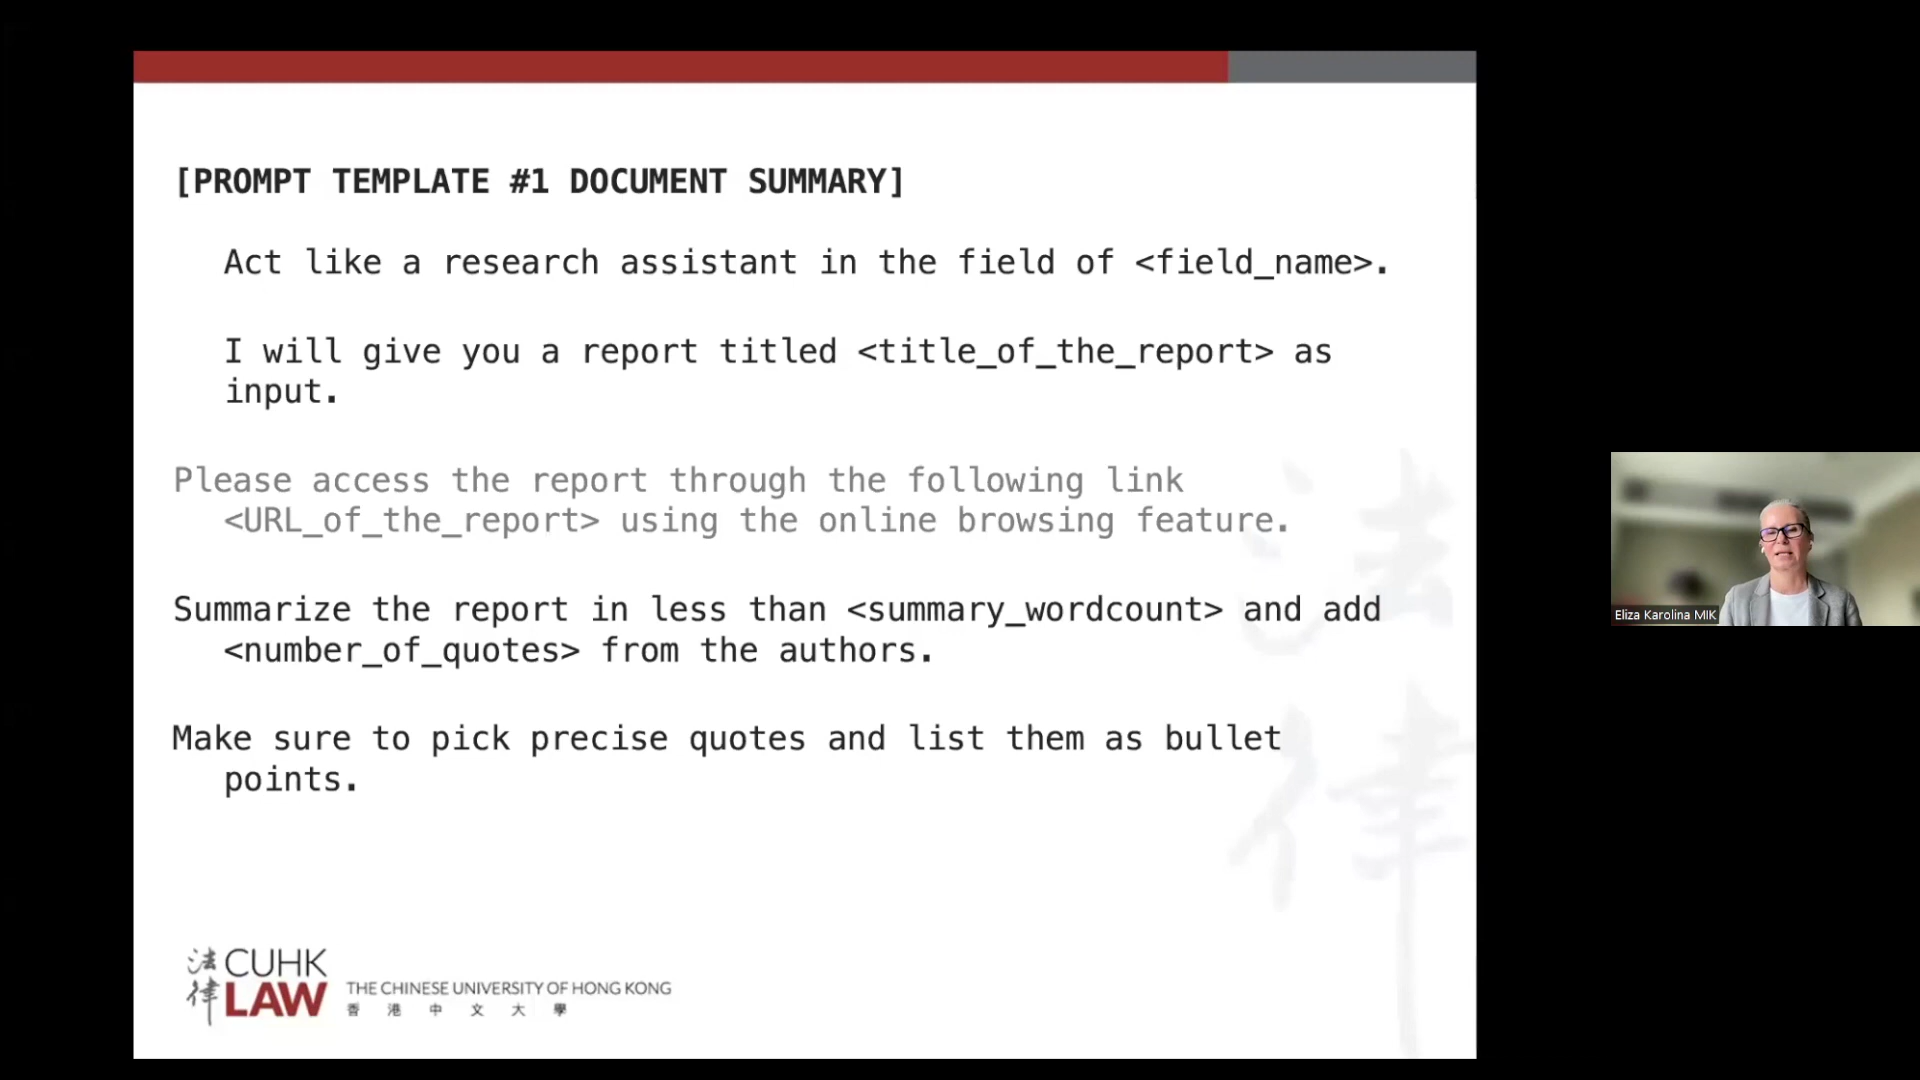 [PROMPT TEMPLATE #1 DOCUMENT SUMMARY]
Act like a research assistant in the field of <field_name>.
I will give you a report titled <title_of_the_report> as
input.
Please access the report through the following link
<URL_of_the_report> using the online browsing feature.
Summarize the report in less than <summary_wordcount> and add
<number_of_quotes> from the authors.
Make sure to pick precise quotes and list them as bullet
points.
法律
法律
CUHK
LAW
THE CHINESE UNIVERSITY OF HONG KONG
香港中文大學
Eliza Karolina MIK